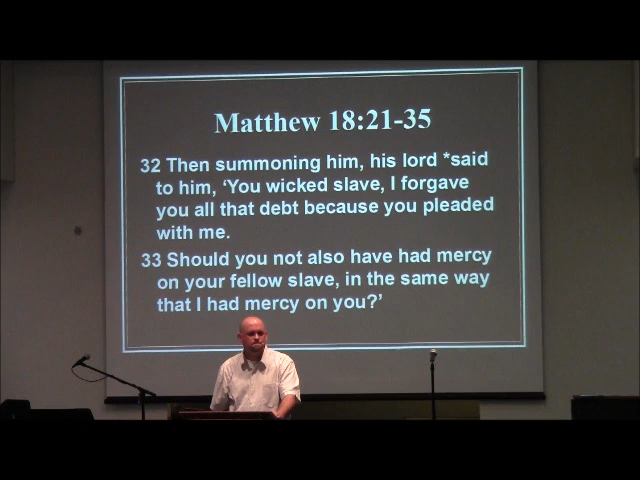 Matthew 18:21-35
32 Then summoning him, his lord *said
to him, ‘You wicked slave, I forgave
you all that debt because you pleaded
with me.
33 Should you not also have had mercy
on your fellow slave, in the same way
that I had mercy on you?’